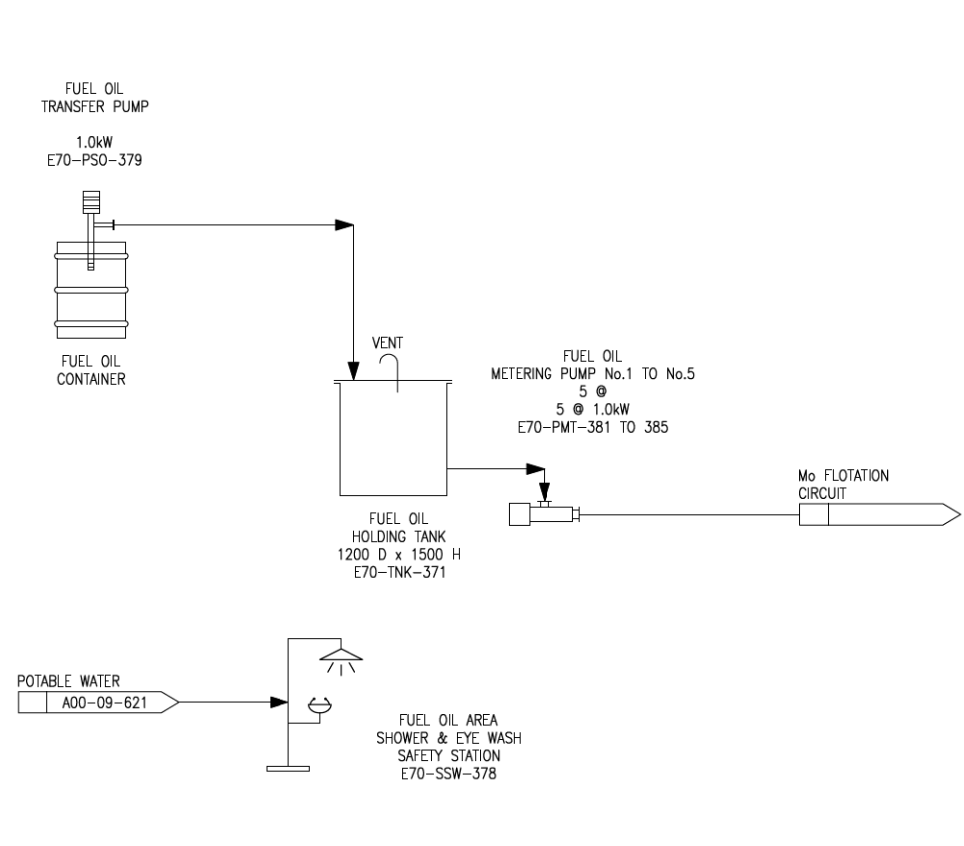 FUEL OIL
TRANSFER PUMP
1.0kW
E70-PSO-379
FUEL OIL
CONTAINER
VENT
FUEL OIL
HOLDING TANK
1200 D x 1500 H
E70-TNK-371
FUEL OIL
METERING PUMP No.1 TO No.5
5 @
5 @ 1.0kW
E70-PMT-381 TO 385
Mo FLOTATION
CIRCUIT
POTABLE WATER
A00-09-621
FUEL OIL AREA
SHOWER & EYE WASH
SAFETY STATION
E70-SSW-378